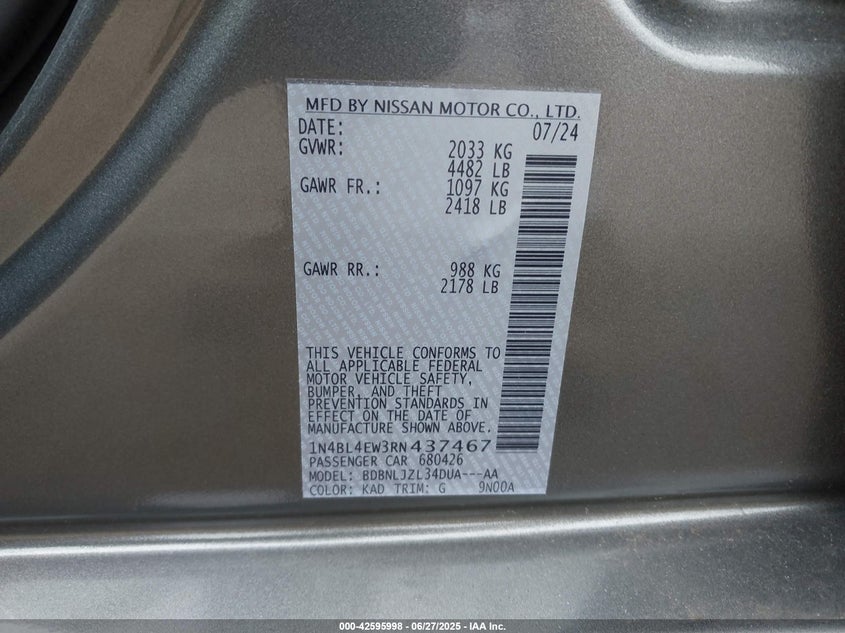 MFD BY NISSAN MOTOR CO., LTD.
DATE: 07/24
GVWR: 2033 KG
4482 LB
GAWR FR.: 1097 KG
2418 LB
GAWR RR.: 988 KG
2178 LB
THIS VEHICLE CONFORMS TO
ALL APPLICABLE FEDERAL
MOTOR VEHICLE SAFETY,
BUMPER, AND THEFT
PREVENTION STANDARDS IN
EFFECT ON THE DATE OF
MANUFACTURE SHOWN ABOVE.
1N4BL4EW3RN437467
PASSENGER CAR 680426
MODEL: BDBNLJZL34DUA---AA
COLOR: KAD TRIM: G 9N00A
000-42595998 | 06/27/2025 - IAA Inc.